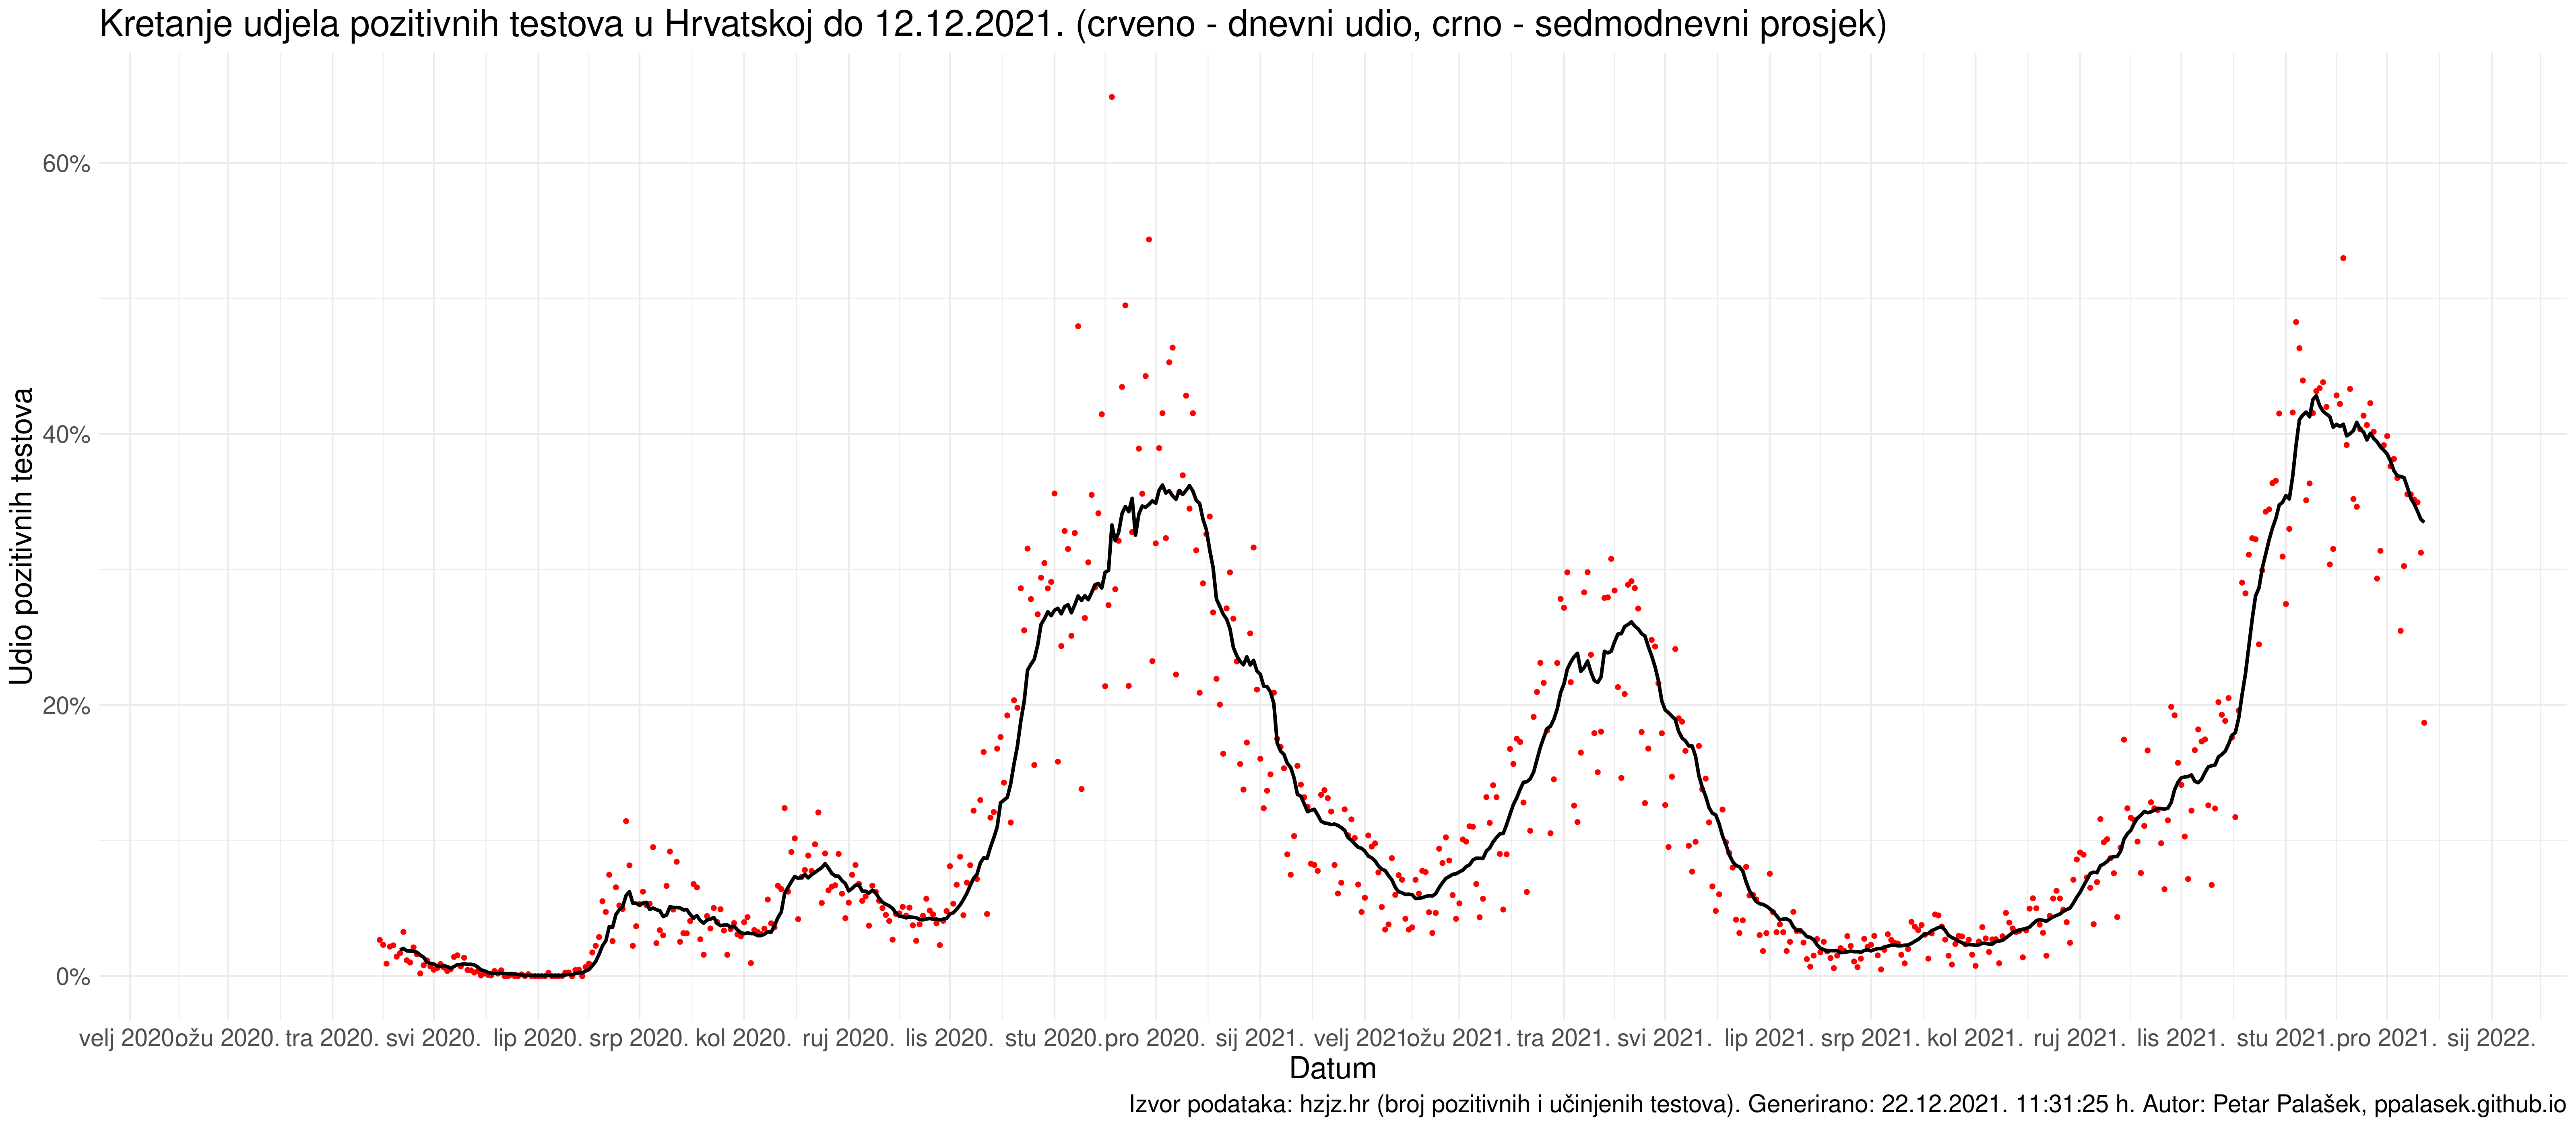 Kretanje udjela pozitivnih testova u Hrvatskoj do 12.12.2021. (crveno - dnevni udio, crno - sedmodnevni prosjek)
Udio pozitivnih testova
60%
40%
20%
0%
velj 2020. ožu 2020. tra 2020. svi 2020. lip 2020. srp 2020. kol 2020. ruj 2020. lis 2020. stu 2020. pro 2020. sij 2021. velj 2021. ožu 2021. tra 2021. svi 2021. lip 2021. srp 2021. kol 2021. ruj 2021. lis 2021. stu 2021. pro 2021. sij 2022.
Datum
Izvor podataka: hzjz.hr (broj pozitivnih i učinjenih testova). Generirano: 22.12.2021. 11:31:25 h. Autor: Petar Palašek, ppalasek.github.io